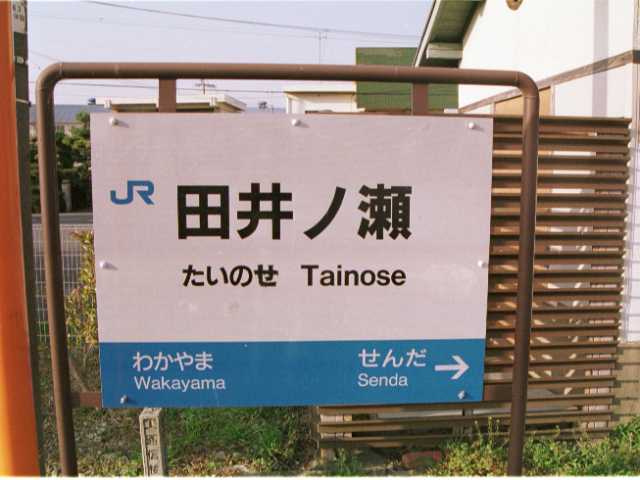 JR 田井ノ瀬
たいのせ Tainose
わかやま せんだ →
Wakayama Senda